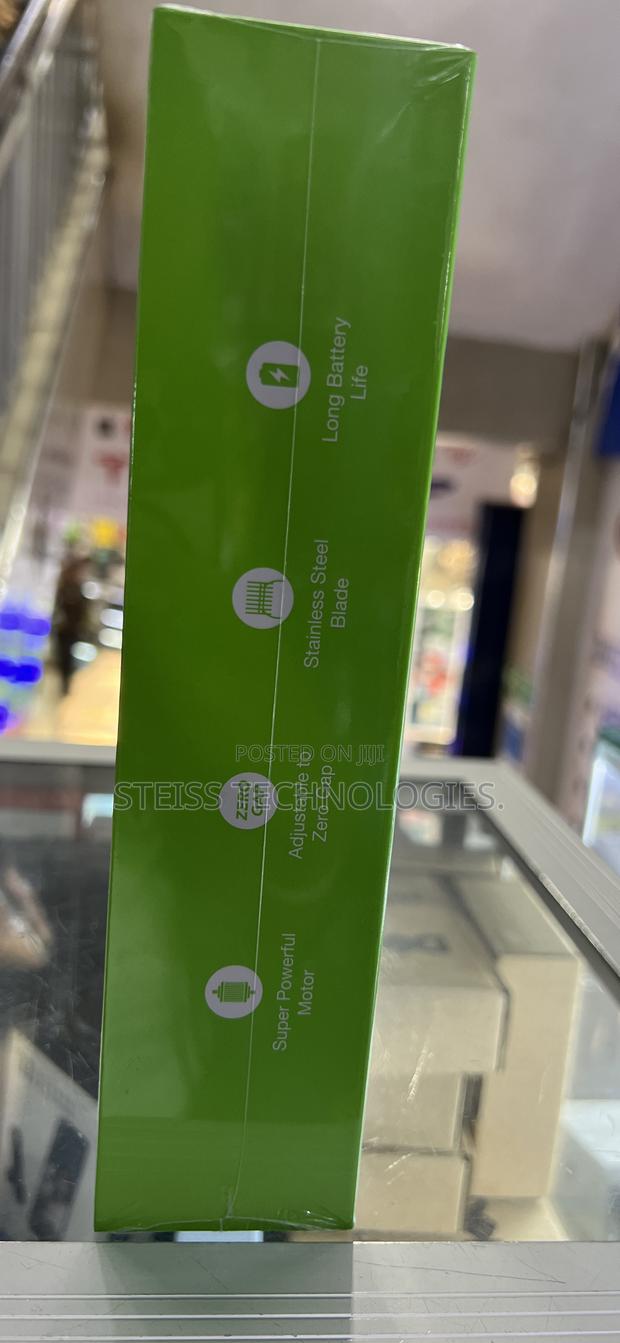 Long Battery
Life
Stainless Steel
Blade
ZERO
GAP
Adjustable to
Zero Gap
Super Powerful
Motor
POSTED ON JIJI
STEISS TECHNOLOGIES.